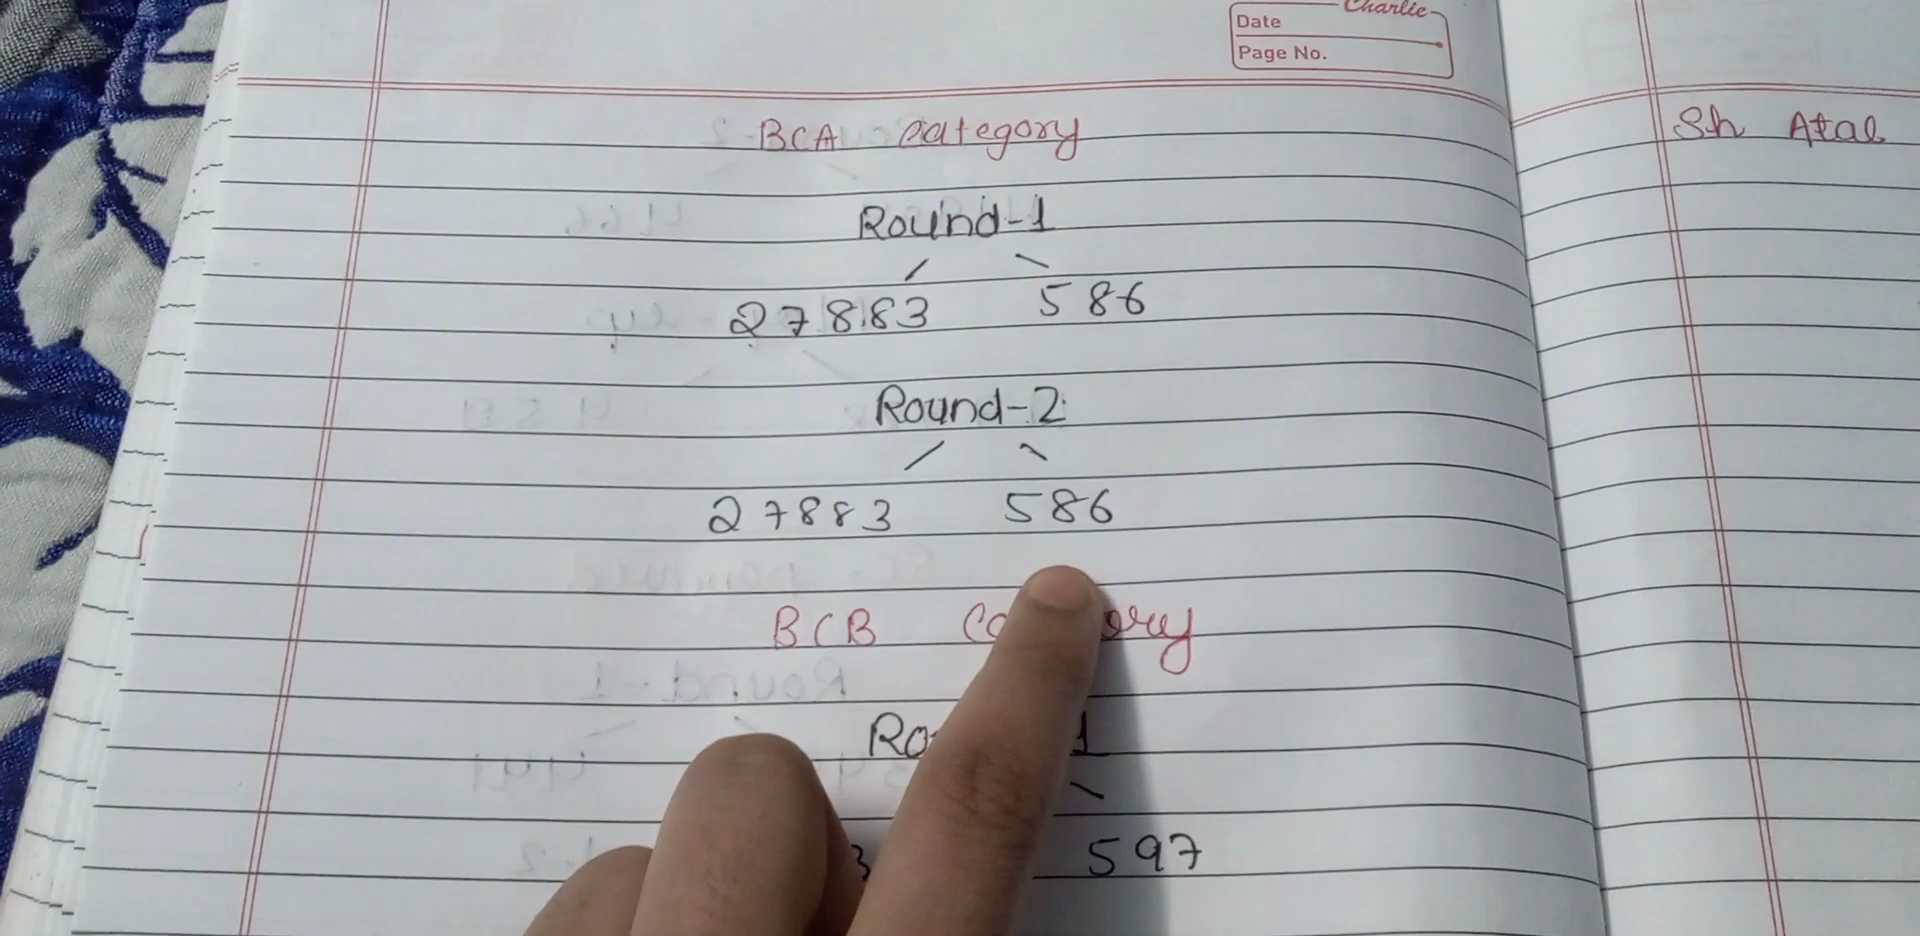 Charlie
Date
Page No.
BCA Category
Sh Atal
Round-1
27883 586
Round-2
27883 586
BCB
597